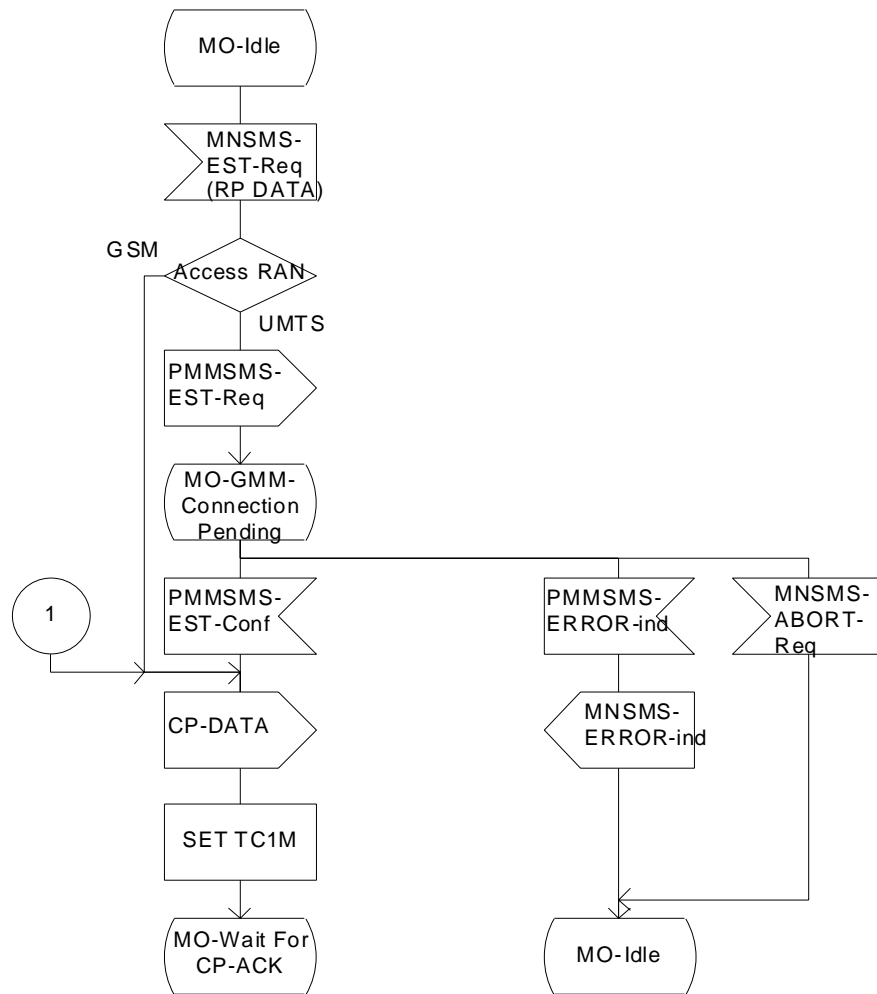 MO-Idle
MNSMS-
EST-Req
(RP DATA)
GSM
Access RAN
UMTS
PMMSMS-
EST-Req
MO-GMM-
Connection
Pending
1
PMMSMS-
EST-Conf
PMMSMS-
ERROR-ind
MNSMS-
ABORT-
Req
CP-DATA
MNSMS-
ERROR-ind
SET TC1M
MO-Wait For
CP-ACK
MO-Idle